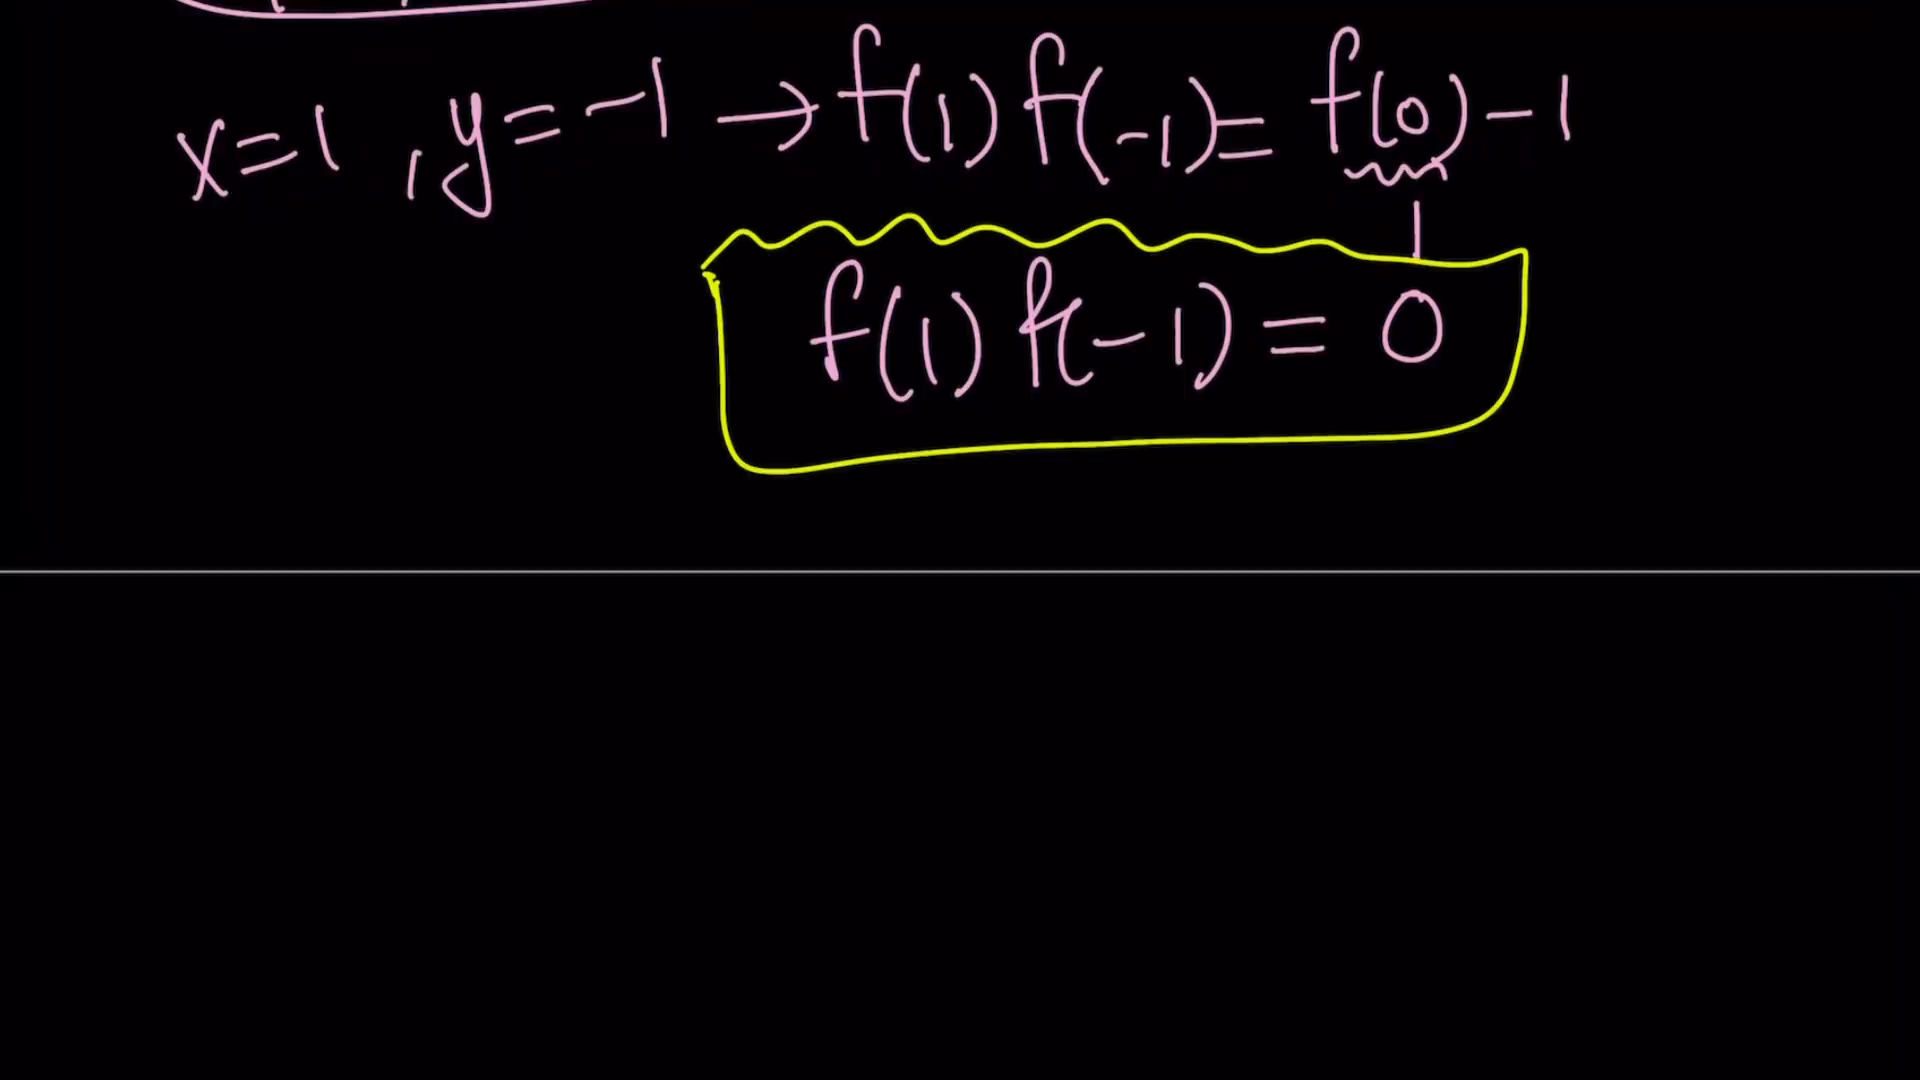 x=1 , y=-1 → f(1) f(-1) = f(0) - 1
1
f(1) f(-1) = 0